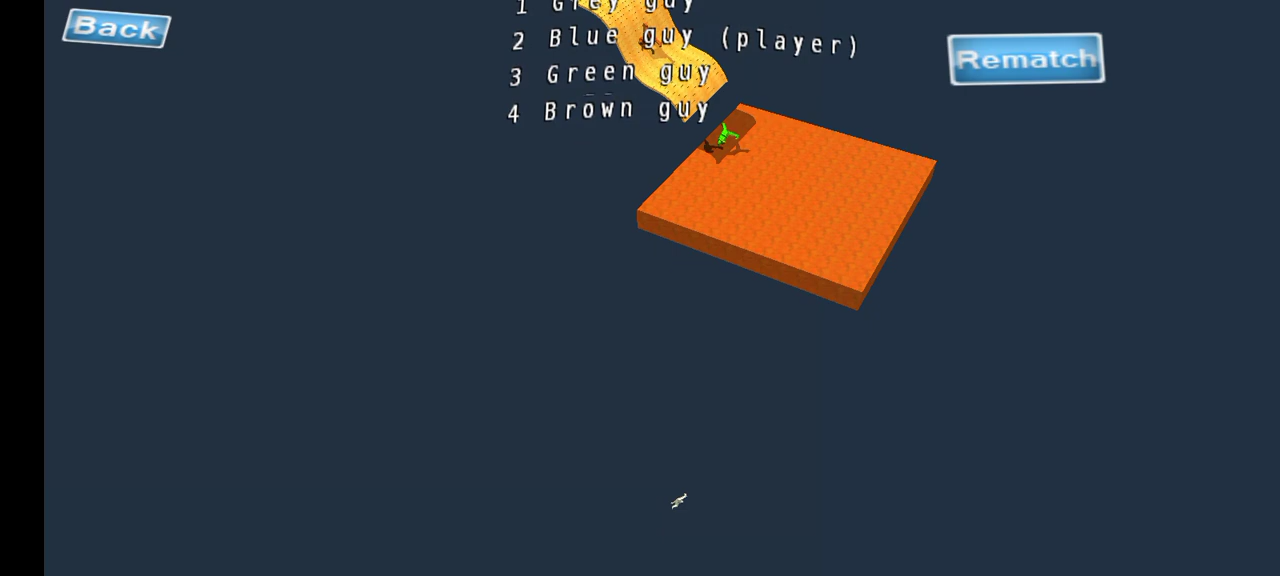 Back
1 Grey guy
2 Blue guy (player)
3 Green guy
4 Brown guy
Rematch